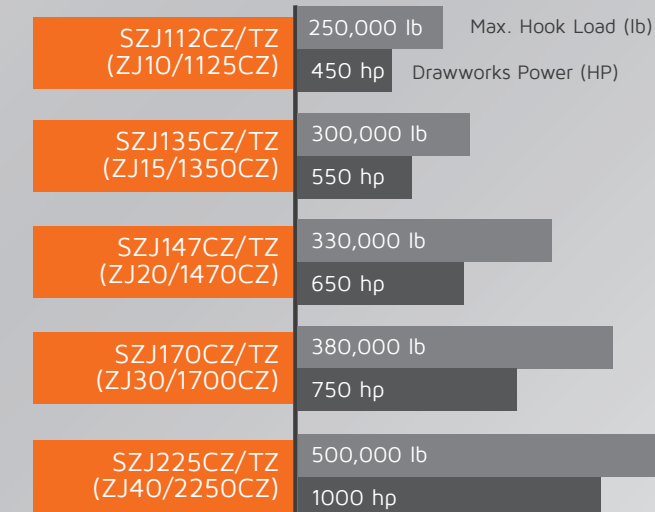 SZJ112CZ/TZ
(ZJ10/1125CZ)
250,000 lb
Max. Hook Load (lb)
450 hp
Drawworks Power (HP)
SZJ135CZ/TZ
(ZJ15/1350CZ)
300,000 lb
550 hp
SZJ147CZ/TZ
(ZJ20/1470CZ)
330,000 lb
650 hp
SZJ170CZ/TZ
(ZJ30/1700CZ)
380,000 lb
750 hp
SZJ225CZ/TZ
(ZJ40/2250CZ)
500,000 lb
1000 hp